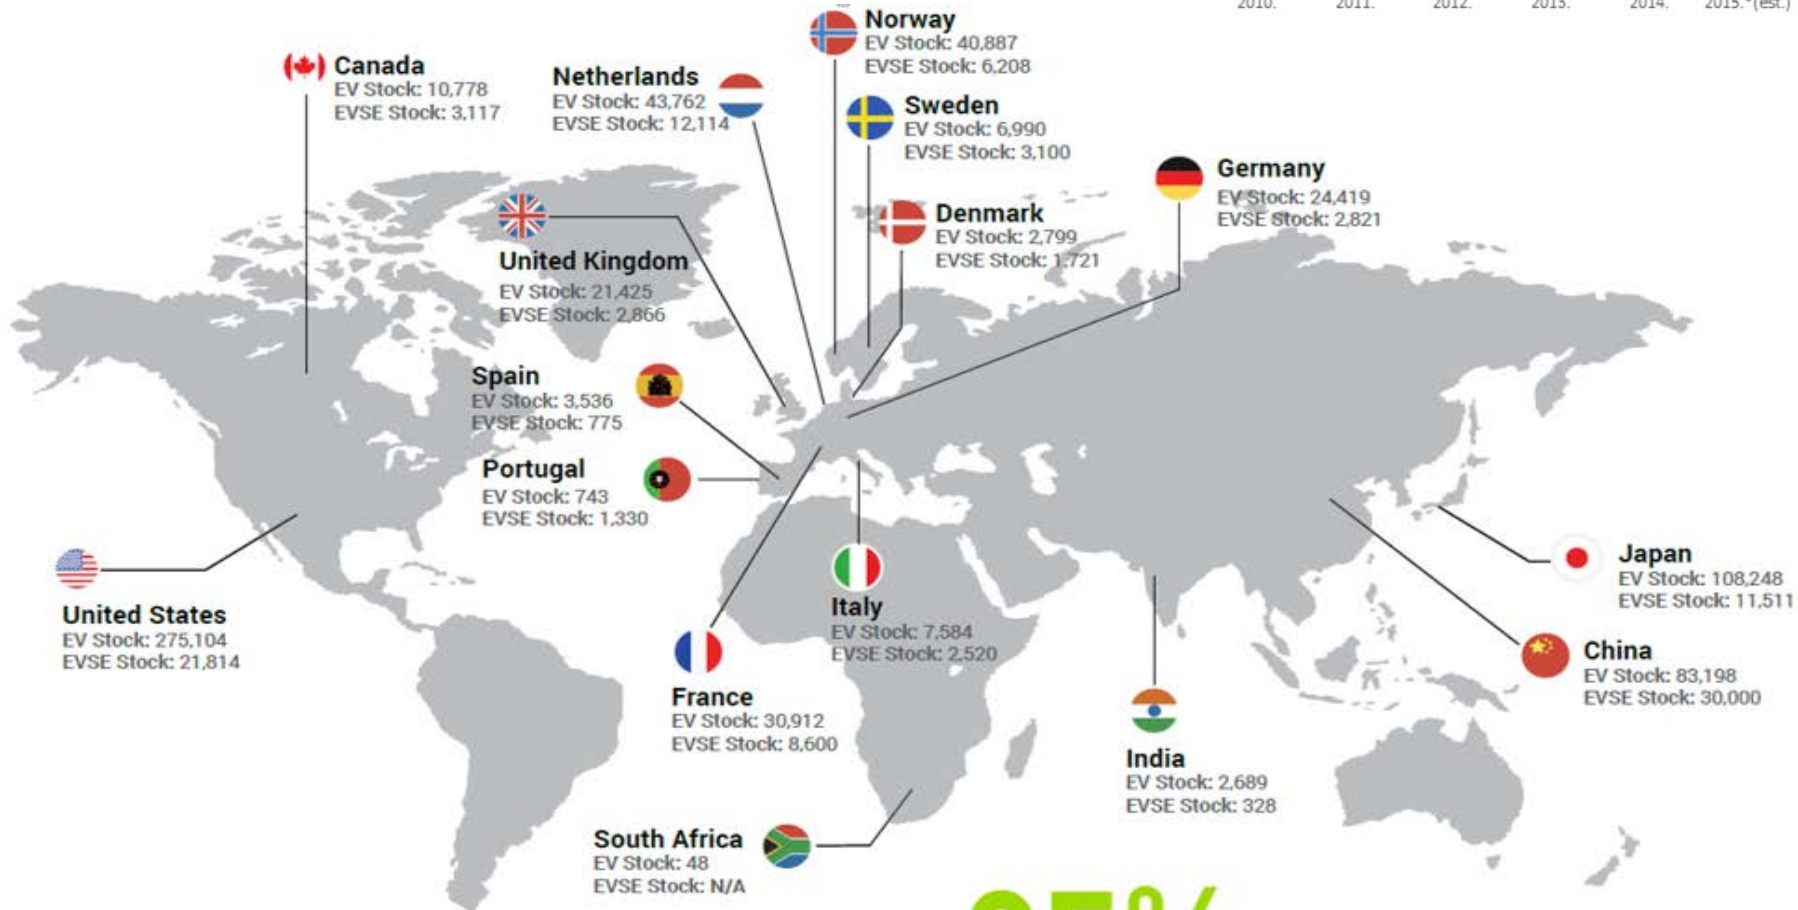 2010.
2011.
2012.
2013.
2014.
2015.*(est.)
Norway
EV Stock: 40,887
EVSE Stock: 6,208
Canada
EV Stock: 10,778
EVSE Stock: 3,117
Netherlands
EV Stock: 43,762
EVSE Stock: 12,114
Sweden
EV Stock: 6,990
EVSE Stock: 3,100
Germany
EV Stock: 24,419
EVSE Stock: 2,821
Denmark
EV Stock: 2,799
EVSE Stock: 1,721
United Kingdom
EV Stock: 21,425
EVSE Stock: 2,866
Spain
EV Stock: 3,536
EVSE Stock: 775
Portugal
EV Stock: 743
EVSE Stock: 1,330
United States
EV Stock: 275,104
EVSE Stock: 21,814
Italy
EV Stock: 7,584
EVSE Stock: 2,520
Japan
EV Stock: 108,248
EVSE Stock: 11,511
China
EV Stock: 83,198
EVSE Stock: 30,000
France
EV Stock: 30,912
EVSE Stock: 8,600
India
EV Stock: 2,689
EVSE Stock: 328
South Africa
EV Stock: 48
EVSE Stock: N/A